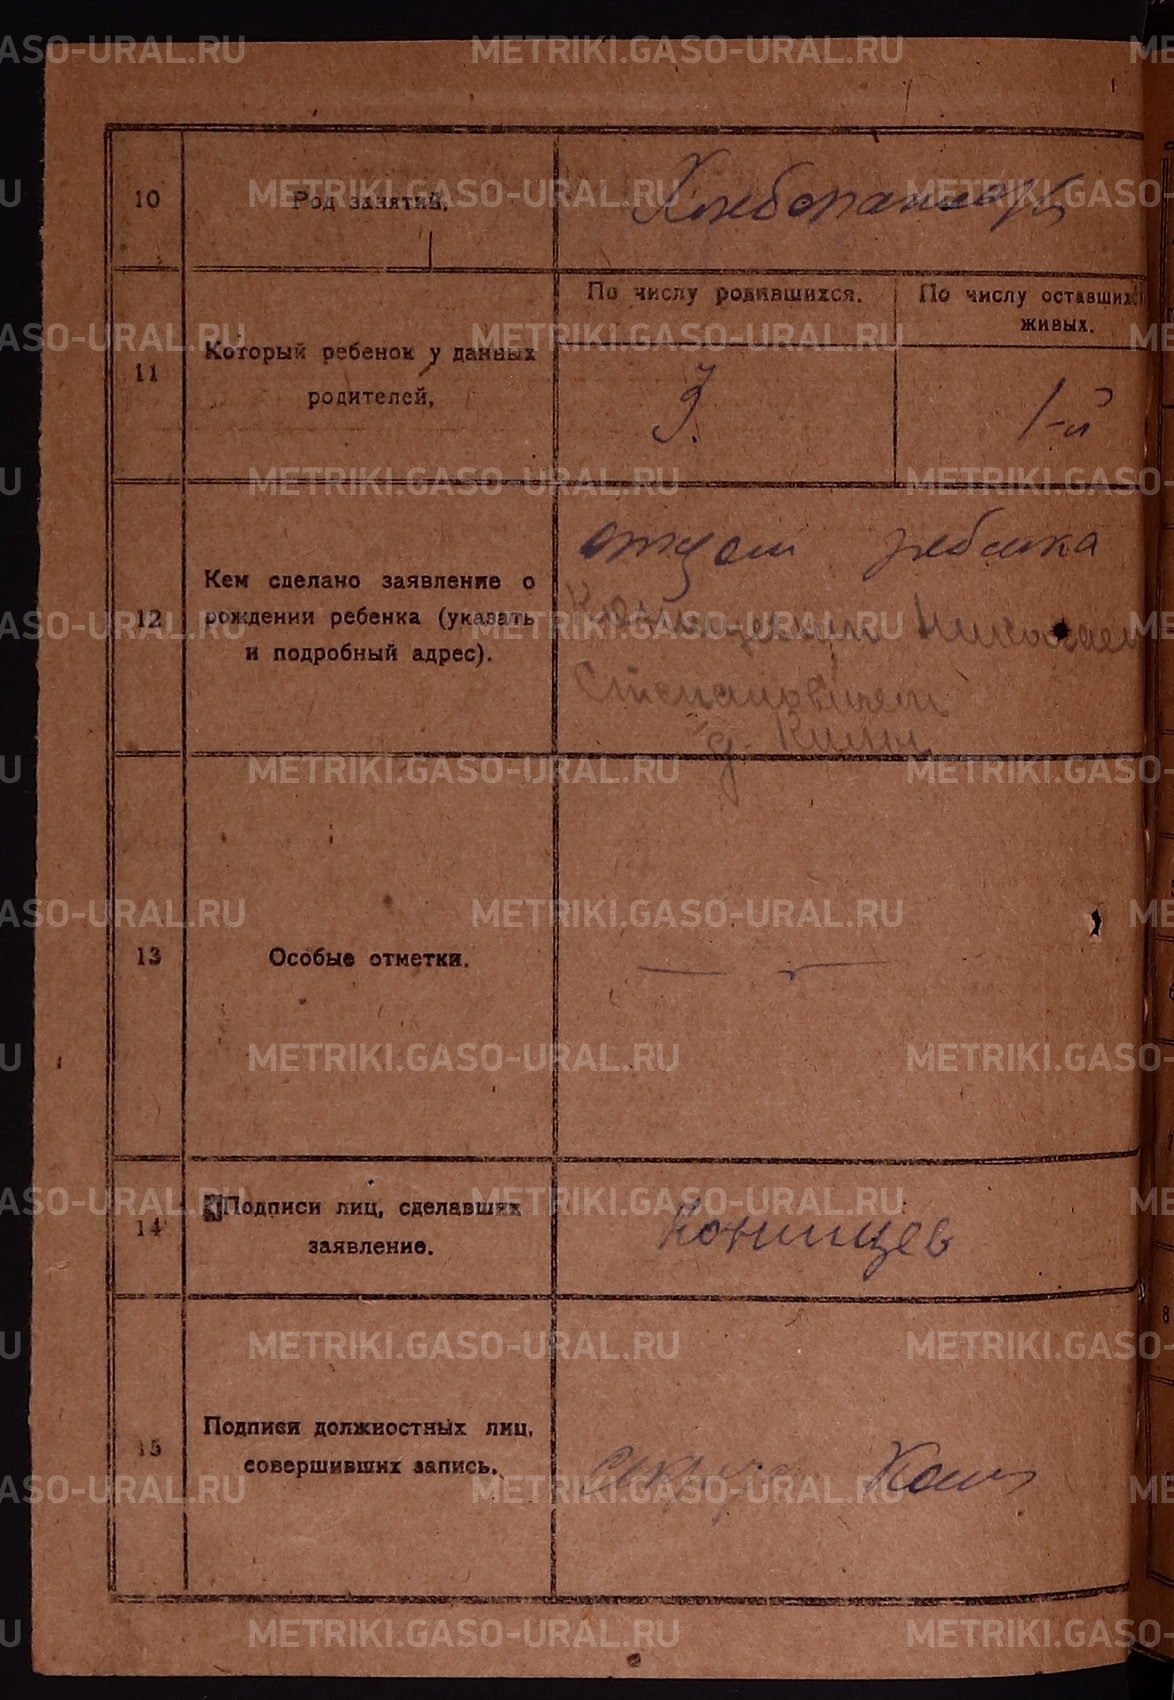 10
Род занятий,
Хлебопашец
11
Который ребенок у данных
родителей,
По числу родившихся.
По числу оставших
живых.
3.
1-й
12
Кем сделано заявление о
рождении ребенка (указать
и подробный адрес).
отцем ребенка
Николаем
Степановичем
д.
13
Особые отметки.
14
Подписи лиц, сделавших
заявление.
15
Подписи должностных лиц,
совершивших запись.
METRIKI.GASO-URAL.RU